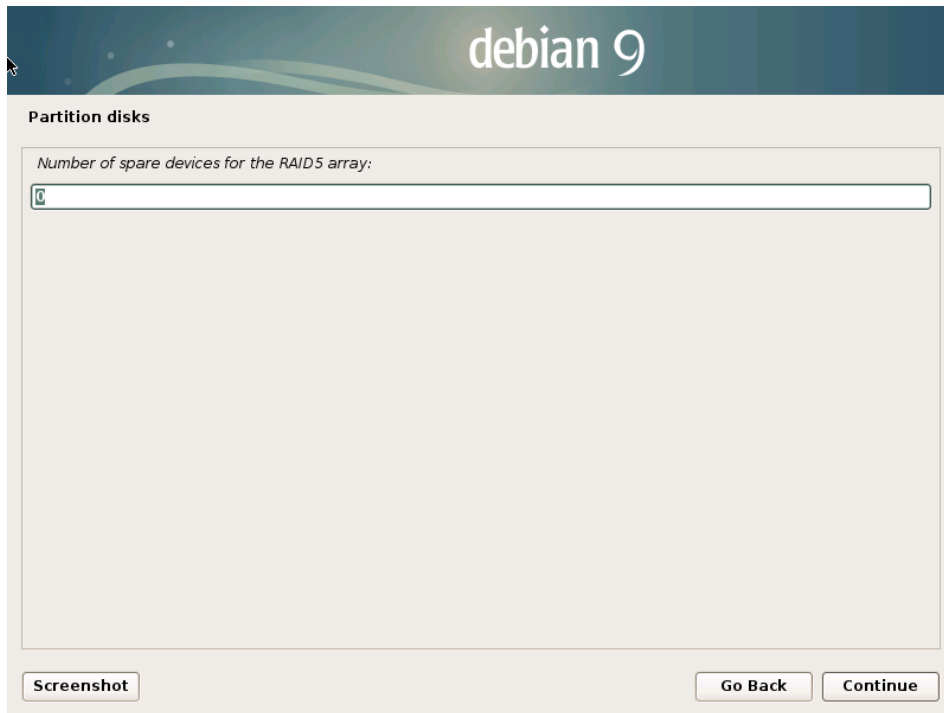 debian 9
Partition disks
Number of spare devices for the RAID5 array:
0
Screenshot
Go Back
Continue